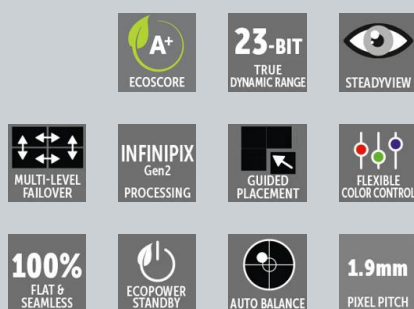 A+
ECOSCORE
23-BIT
TRUE
DYNAMIC RANGE
STEADYVIEW
MULTI-LEVEL
FAILOVER
INFINIPIX
Gen2
PROCESSING
GUIDED
PLACEMENT
FLEXIBLE
COLOR CONTROL
100%
FLAT &
SEAMLESS
ECOPOWER
STANDBY
AUTO BALANCE
1.9mm
PIXEL PITCH